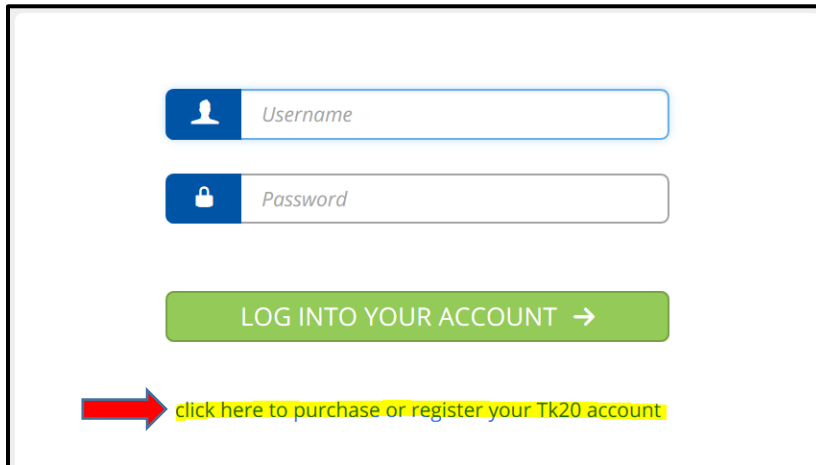 Username
Password
LOG INTO YOUR ACCOUNT →
click here to purchase or register your Tk20 account